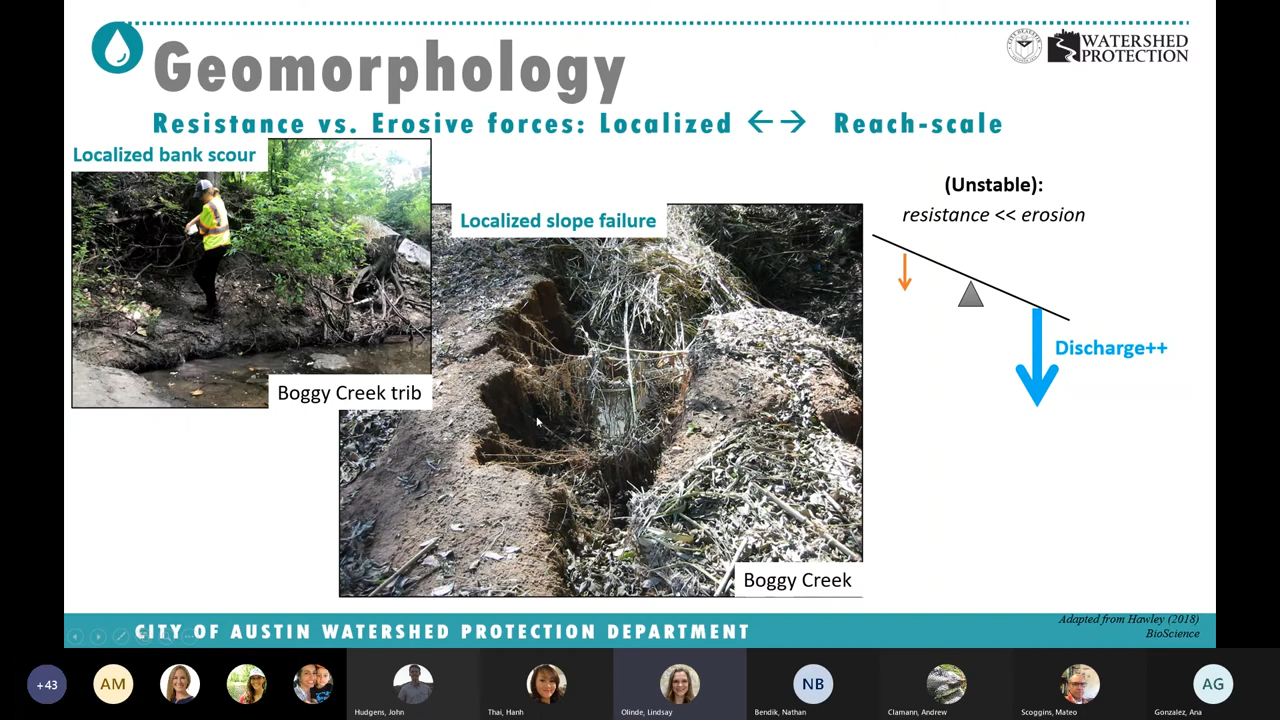 Geomorphology
WATERSHED
PROTECTION
Resistance vs. Erosive forces: Localized ←→ Reach-scale
Localized bank scour
Boggy Creek trib
Localized slope failure
Boggy Creek
(Unstable):
resistance << erosion
Discharge++
CITY OF AUSTIN WATERSHED PROTECTION DEPARTMENT
Adapted from Hawley (2018)
BioScience
+43
AM
Hudgens, John
Thai, Hanh
Olinde, Lindsay
NB
Bendik, Nathan
Clamann, Andrew
Scoggins, Mateo
AG
Gonzalez, Ana